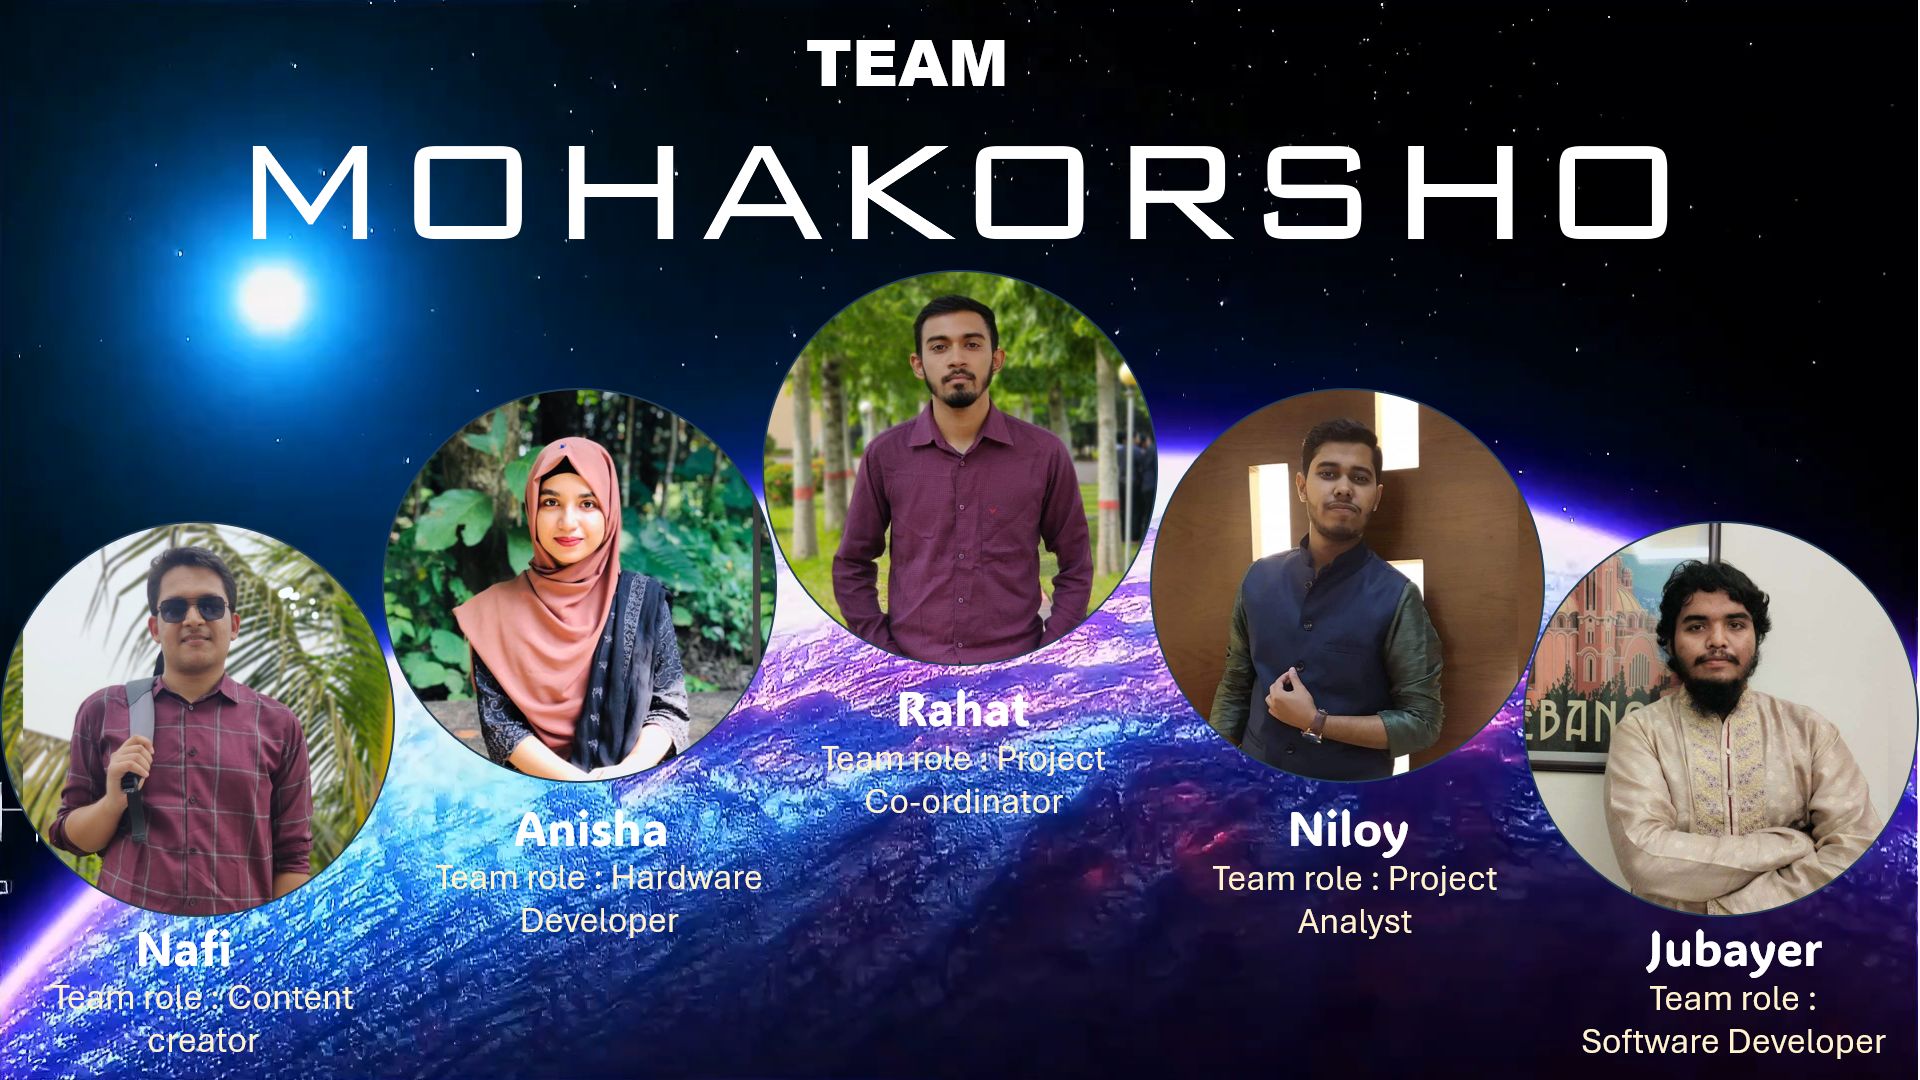 TEAM
MOHAKORSHO
Rahat
Team role : Project
Co-ordinator
Anisha
Team role : Hardware
Developer
Niloy
Team role : Project
Analyst
Nafi
Team role : Content
creator
Jubayer
Team role :
Software Developer